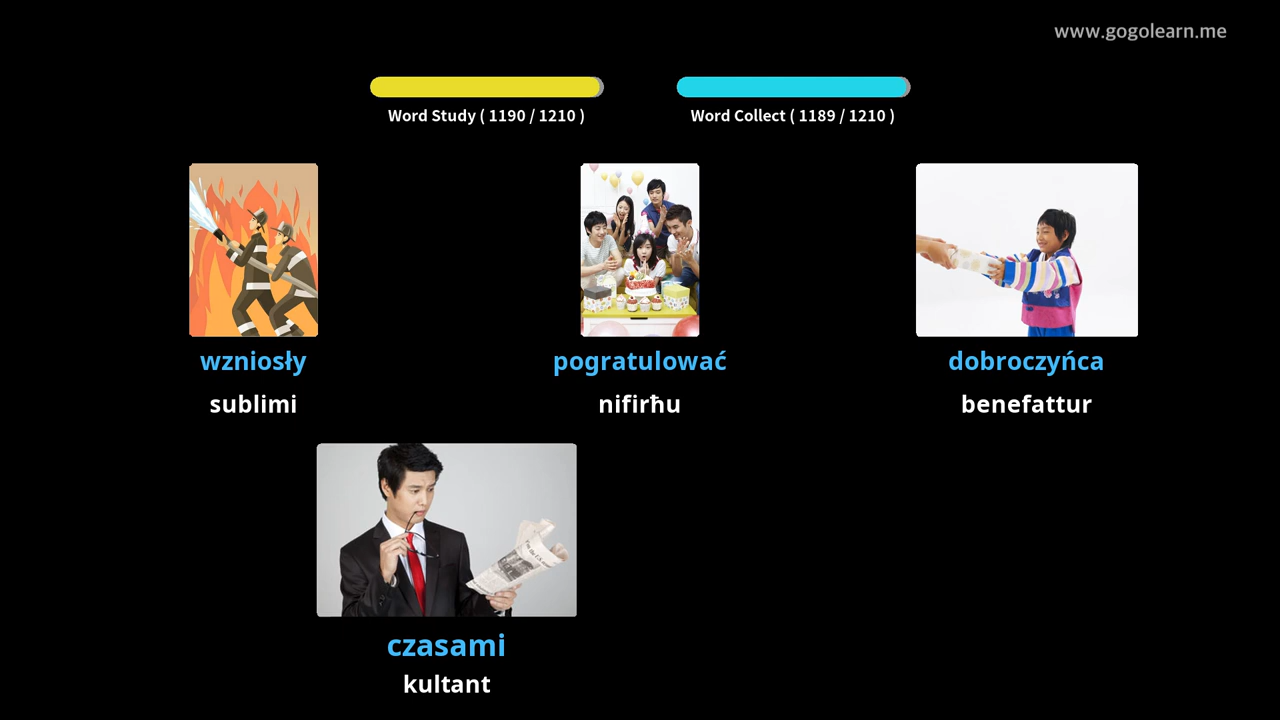 www.gogolearn.me
Word Study ( 1190 / 1210 )
Word Collect ( 1189 / 1210 )
wzniosły
pogratulować
dobroczyńca
sublimi
nifirħu
benefattur
czasami
kultant